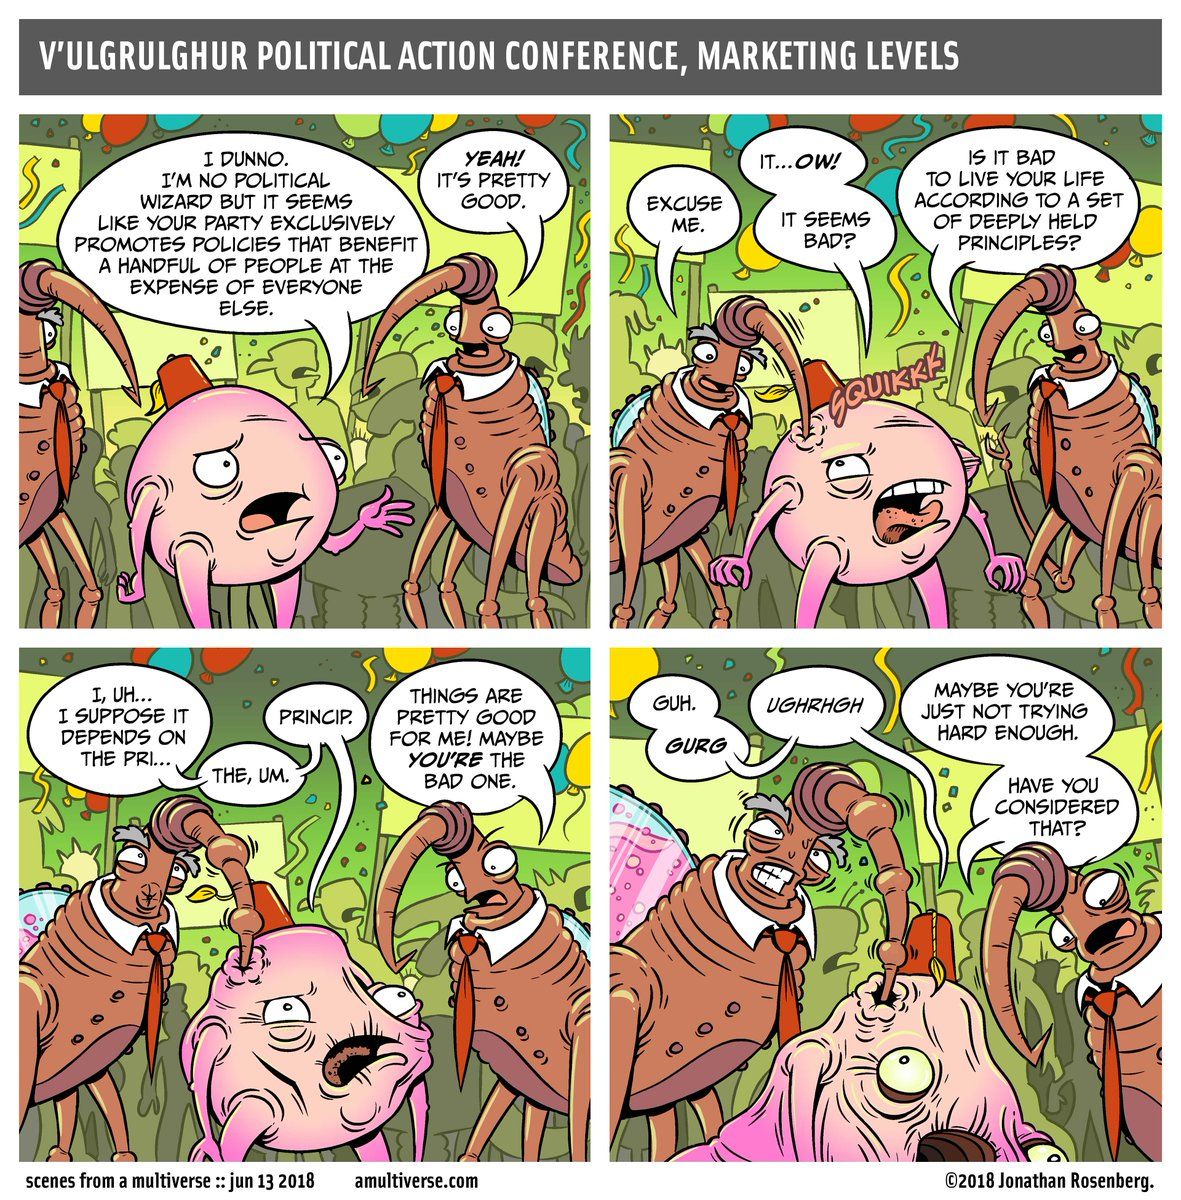 V'ULGRULGHUR POLITICAL ACTION CONFERENCE, MARKETING LEVELS
I DUNNO.
I'M NO POLITICAL
WIZARD BUT IT SEEMS
LIKE YOUR PARTY EXCLUSIVELY
PROMOTES POLICIES THAT BENEFIT
A HANDFUL OF PEOPLE AT THE
EXPENSE OF EVERYONE
ELSE.
YEAH!
IT'S PRETTY
GOOD.
EXCUSE
ME.
IT...OW!
IT SEEMS
BAD?
SQUIKKK
IS IT BAD
TO LIVE YOUR LIFE
ACCORDING TO A SET
OF DEEPLY HELD
PRINCIPLES?
I, UH...
I SUPPOSE IT
DEPENDS ON
THE PRI...
THE, UM.
PRINCIP.
THINGS ARE
PRETTY GOOD
FOR ME! MAYBE
YOU'RE THE
BAD ONE.
GUH.
GURG
UGHRHGH
MAYBE YOU'RE
JUST NOT TRYING
HARD ENOUGH.
HAVE YOU
CONSIDERED
THAT?
scenes from a multiverse :: jun 13 2018 amultiverse.com ©2018 Jonathan Rosenberg.